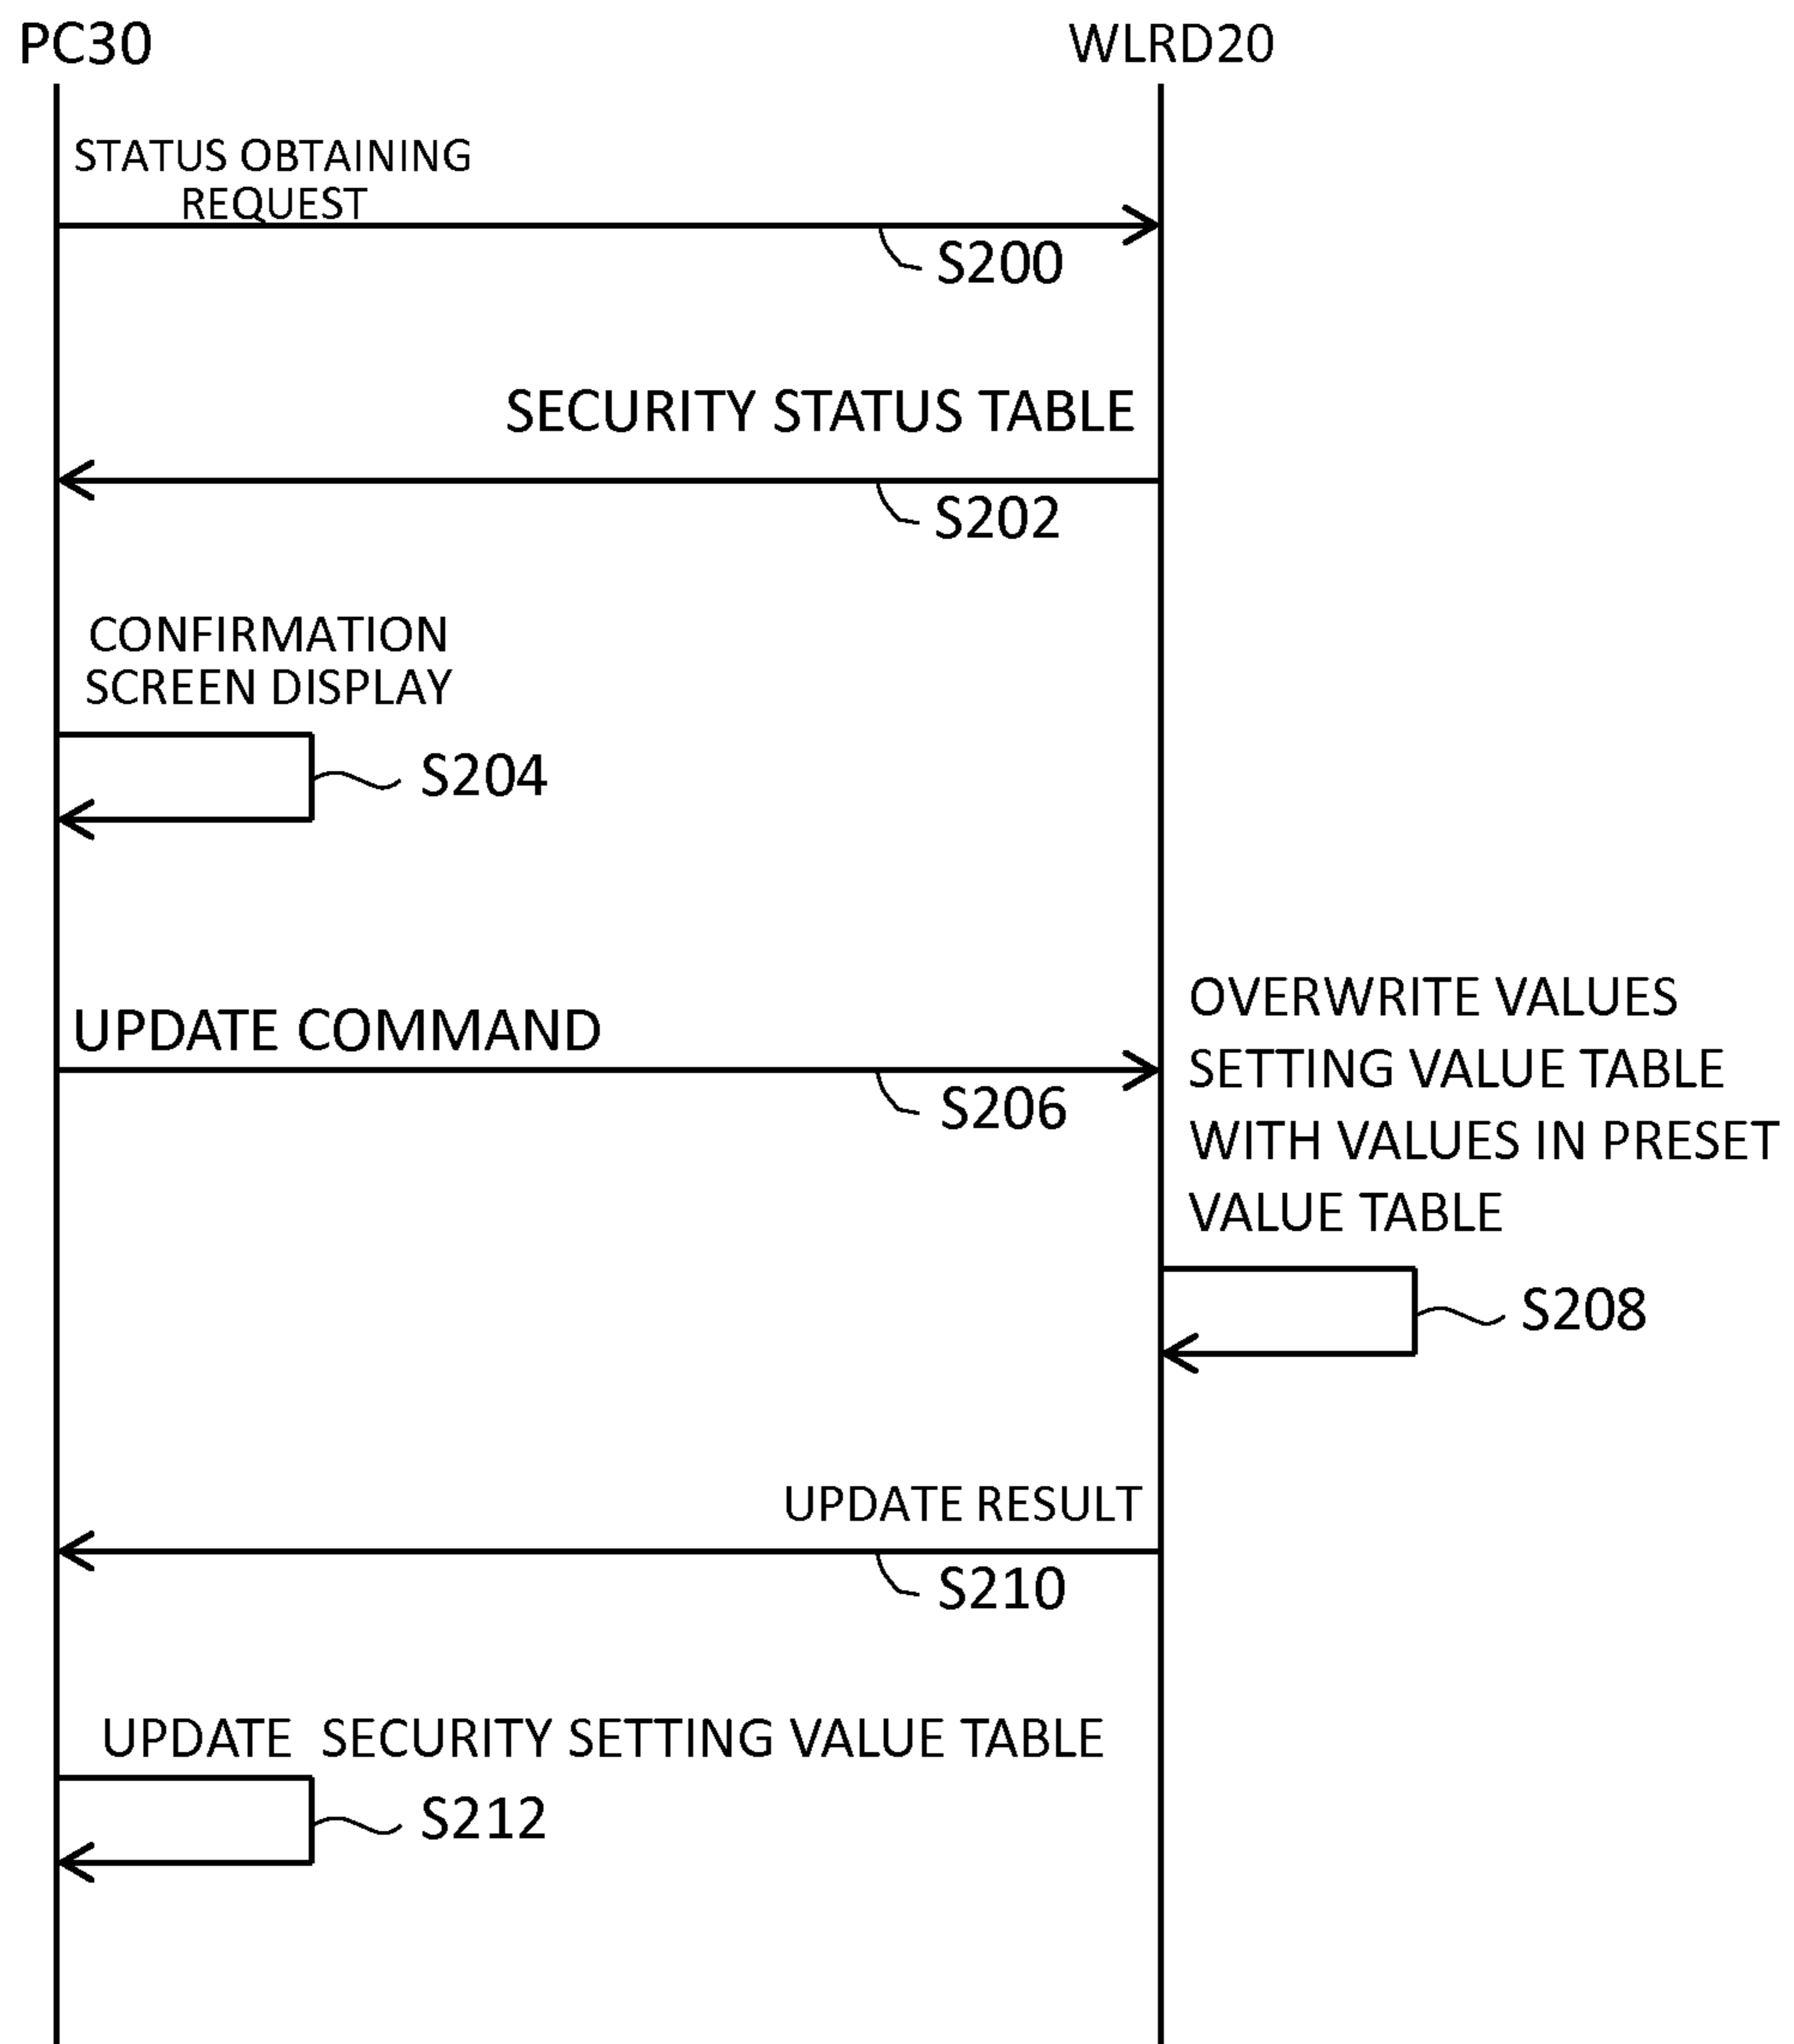 PC30
WLRD20
STATUS OBTAINING
REQUEST
S200
SECURITY STATUS TABLE
S202
CONFIRMATION
SCREEN DISPLAY
S204
UPDATE COMMAND
S206
OVERWRITE VALUES
SETTING VALUE TABLE
WITH VALUES IN PRESET
VALUE TABLE
S208
UPDATE RESULT
S210
UPDATE SECURITY SETTING VALUE TABLE
S212